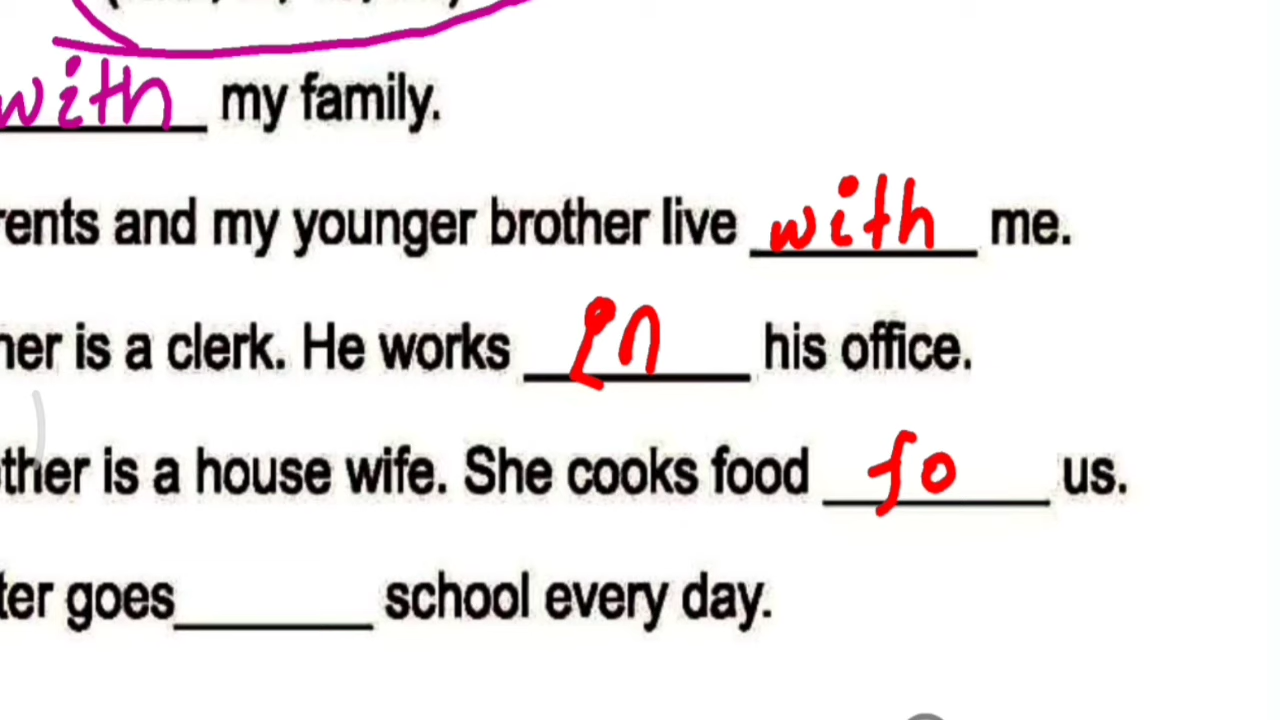 with my family.
rents and my younger brother live with me.
her is a clerk. He works in his office.
ther is a house wife. She cooks food fo us.
ter goes______ school every day.